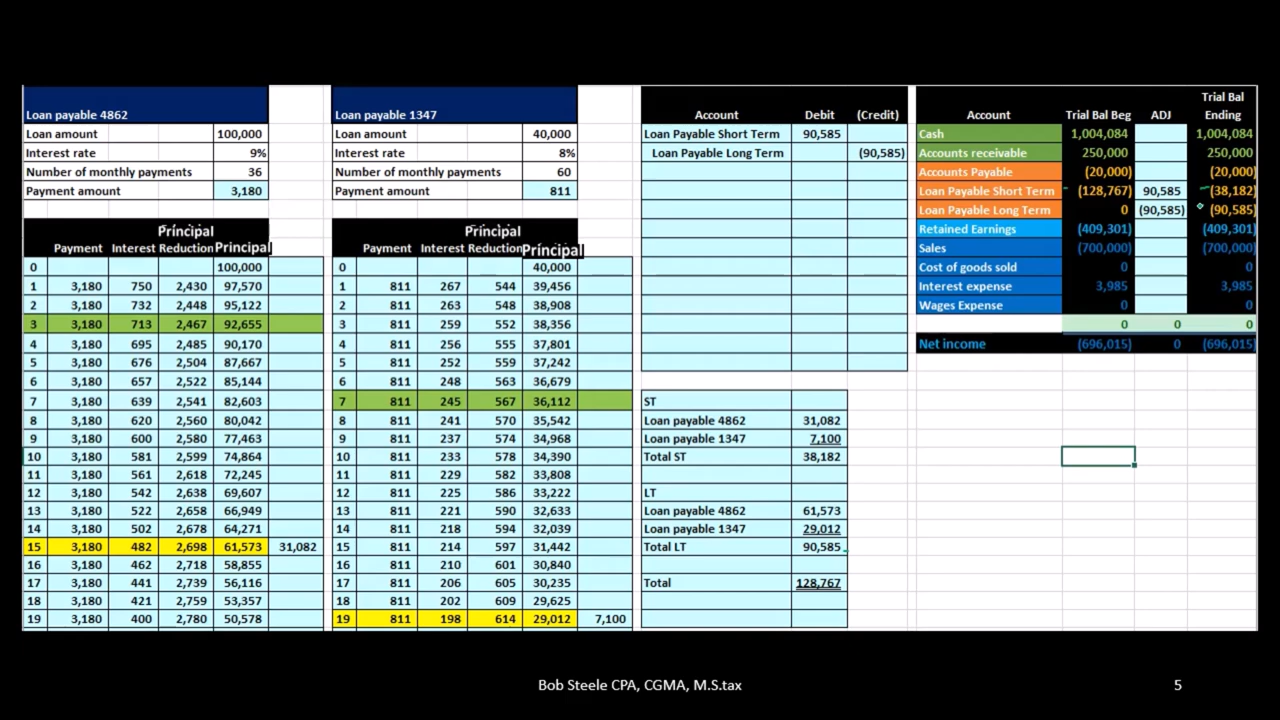 Loan payable 4862
Loan amount 100,000
Interest rate 9%
Number of monthly payments 36
Payment amount 3,180
Principal
Payment Interest Reduction Principal
0 100,000
1 3,180 750 2,430 97,570
2 3,180 732 2,448 95,122
3 3,180 713 2,467 92,655
4 3,180 695 2,485 90,170
5 3,180 676 2,504 87,667
6 3,180 657 2,522 85,144
7 3,180 639 2,541 82,603
8 3,180 620 2,560 80,042
9 3,180 600 2,580 77,463
10 3,180 581 2,599 74,864
11 3,180 561 2,618 72,245
12 3,180 542 2,638 69,607
13 3,180 522 2,658 66,949
14 3,180 502 2,678 64,271
15 3,180 482 2,698 61,573 31,082
16 3,180 462 2,718 58,855
17 3,180 441 2,739 56,116
18 3,180 421 2,759 53,357
19 3,180 400 2,780 50,578
Loan payable 1347
Loan amount 40,000
Interest rate 8%
Number of monthly payments 60
Payment amount 811
Principal
Payment Interest Reduction Principal
0 40,000
1 811 267 544 39,456
2 811 263 548 38,908
3 811 259 552 38,356
4 811 256 555 37,801
5 811 252 559 37,242
6 811 248 563 36,679
7 811 245 567 36,112
8 811 241 570 35,542
9 811 237 574 34,968
10 811 233 578 34,390
11 811 229 582 33,808
12 811 225 586 33,222
13 811 221 590 32,633
14 811 218 594 32,039
15 811 214 597 31,442
16 811 210 601 30,840
17 811 206 605 30,235
18 811 202 609 29,625
19 811 198 614 29,012 7,100
Account Debit (Credit)
Loan Payable Short Term 90,585
Loan Payable Long Term (90,585)
ST
Loan payable 4862 31,082
Loan payable 1347 7,100
Total ST 38,182
LT
Loan payable 4862 61,573
Loan payable 1347 29,012
Total LT 90,585
Total 128,767
Trial Bal
Account Trial Bal Beg ADJ Ending
Cash 1,004,084 1,004,084
Accounts receivable 250,000 250,000
Accounts Payable (20,000) (20,000)
Loan Payable Short Term (128,767) 90,585 (38,182)
Loan Payable Long Term 0 (90,585) (90,585)
Retained Earnings (409,301) (409,301)
Sales (700,000) (700,000)
Cost of goods sold 0 0
Interest expense 3,985 3,985
Wages Expense 0 0
0 0 0
Net income (696,015) 0 (696,015)
Bob Steele CPA, CGMA, M.S.tax
5